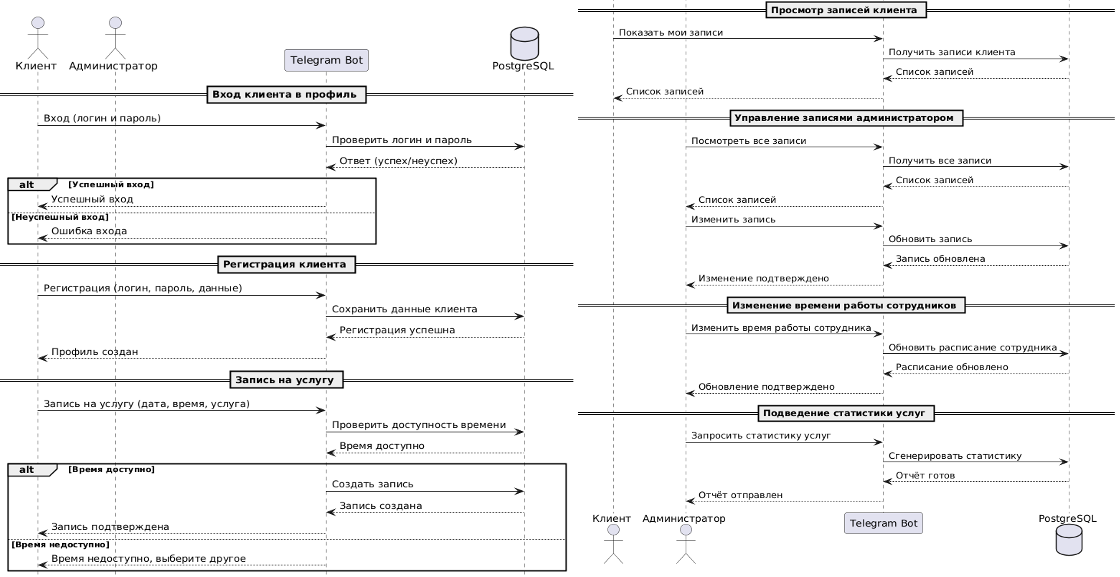 Клиент
Администратор
Telegram Bot
PostgreSQL
Вход клиента в профиль
Вход (логин и пароль)
Проверить логин и пароль
Ответ (успех/неуспех)
alt [Успешный вход]
Успешный вход
[Неуспешный вход]
Ошибка входа
Регистрация клиента
Регистрация (логин, пароль, данные)
Сохранить данные клиента
Регистрация успешна
Профиль создан
Запись на услугу
Запись на услугу (дата, время, услуга)
Проверить доступность времени
Время доступно
alt [Время доступно]
Создать запись
Запись создана
Запись подтверждена
[Время недоступно]
Время недоступно, выберите другое
Просмотр записей клиента
Показать мои записи
Получить записи клиента
Список записей
Список записей
Управление записями администратором
Посмотреть все записи
Получить все записи
Список записей
Список записей
Изменить запись
Обновить запись
Запись обновлена
Изменение подтверждено
Изменение времени работы сотрудников
Изменить время работы сотрудника
Обновить расписание сотрудника
Расписание обновлено
Обновление подтверждено
Подведение статистики услуг
Запросить статистику услуг
Сгенерировать статистику
Отчёт готов
Отчёт отправлен
Клиент
Администратор
Telegram Bot
PostgreSQL